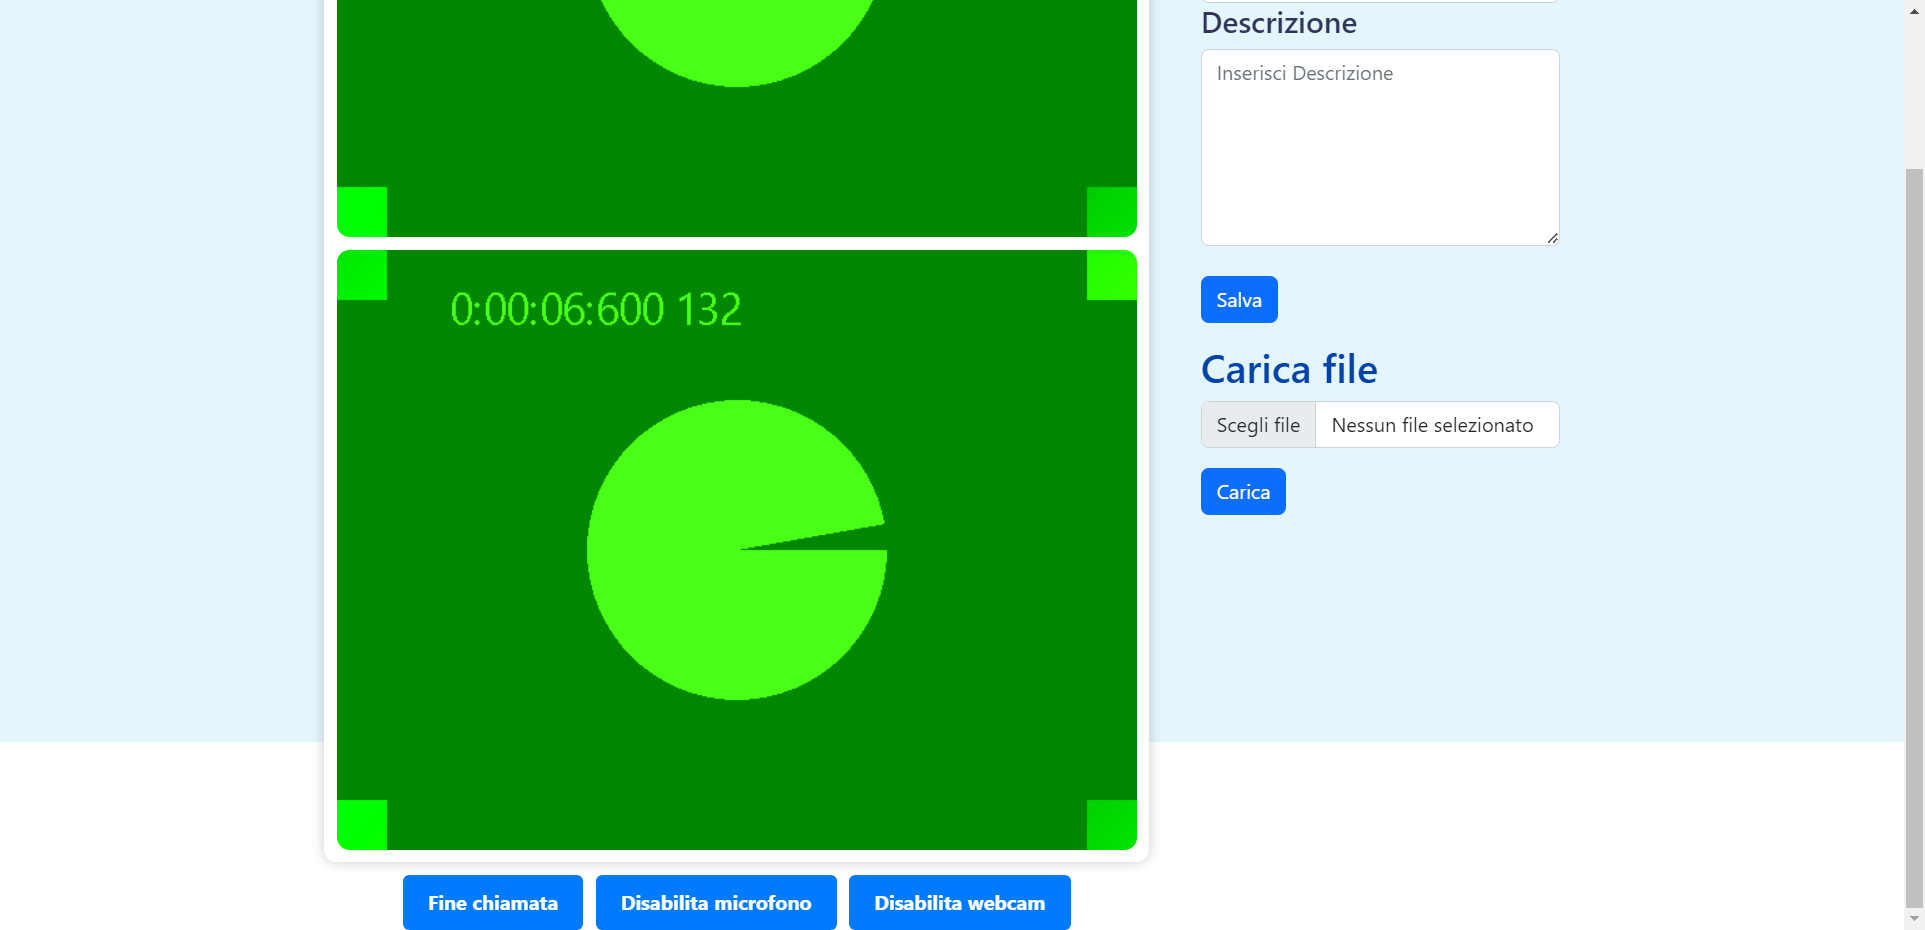 0:00:06:600 132
Fine chiamata
Disabilita microfono
Disabilita webcam
Descrizione
Inserisci Descrizione
Salva
Carica file
Scegli file
Nessun file selezionato
Carica